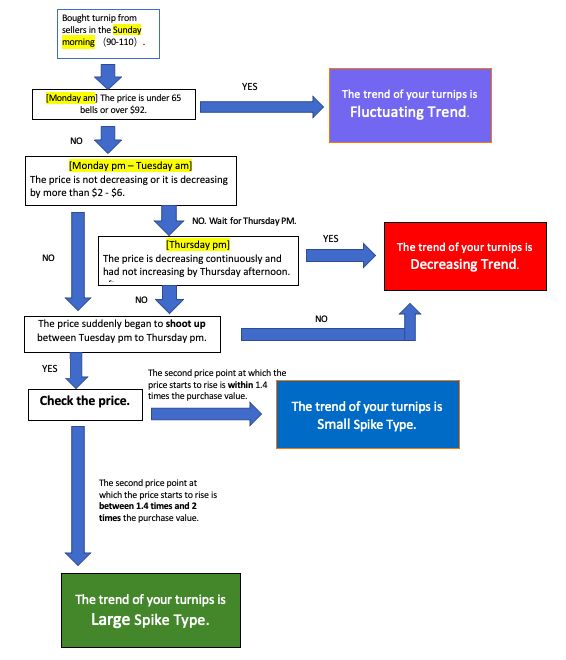 Bought turnip from
sellers in the Sunday
morning （90-110）.
[Monday am] The price is under 65
bells or over $92.
YES
The trend of your turnips is
Fluctuating Trend.
NO
[Monday pm – Tuesday am]
The price is not decreasing or it is decreasing
by more than $2 - $6.
NO. Wait for Thursday PM.
NO
[Thursday pm]
The price is decreasing continuously and
had not increasing by Thursday afternoon.
YES
The trend of your turnips is
Decreasing Trend.
NO
The price suddenly began to shoot up
between Tuesday pm to Thursday pm.
NO
YES
Check the price.
The second price point at which the
price starts to rise is within 1.4
times the purchase value.
The trend of your turnips is
Small Spike Type.
The second price point at
which the price starts to rise is
between 1.4 times and 2
times the purchase value.
The trend of your turnips is
Large Spike Type.